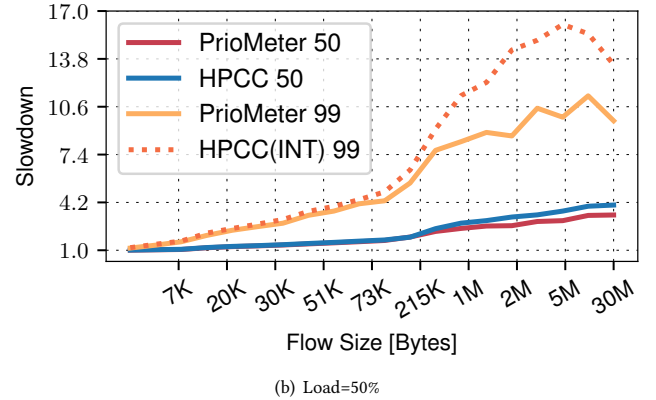 17.0
13.8
10.6
7.4
4.2
1.0
Slowdown
PrioMeter 50
HPCC 50
PrioMeter 99
HPCC(INT) 99
7K 20K 30K 51K 73K 215K 1M 2M 5M 30M
Flow Size [Bytes]
(b) Load=50%